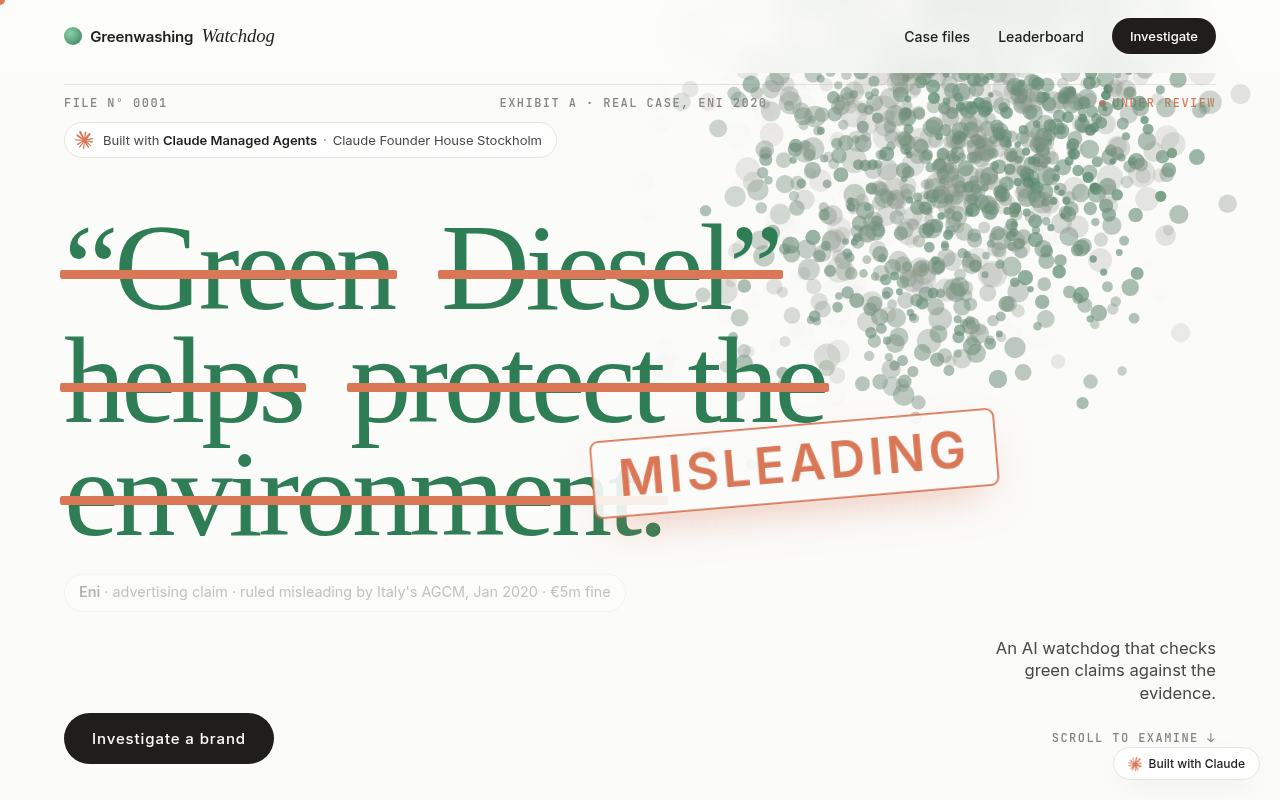 Greenwashing Watchdog
Case files
Leaderboard
Investigate
FILE N° 0001
EXHIBIT A · REAL CASE, ENI 2020
UNDER REVIEW
Built with Claude Managed Agents · Claude Founder House Stockholm
“Green Diesel”
helps protect the
environment.
MISLEADING
Eni · advertising claim · ruled misleading by Italy's AGCM, Jan 2020 · €5m fine
An AI watchdog that checks
green claims against the
evidence.
Investigate a brand
SCROLL TO EXAMINE ↓
Built with Claude